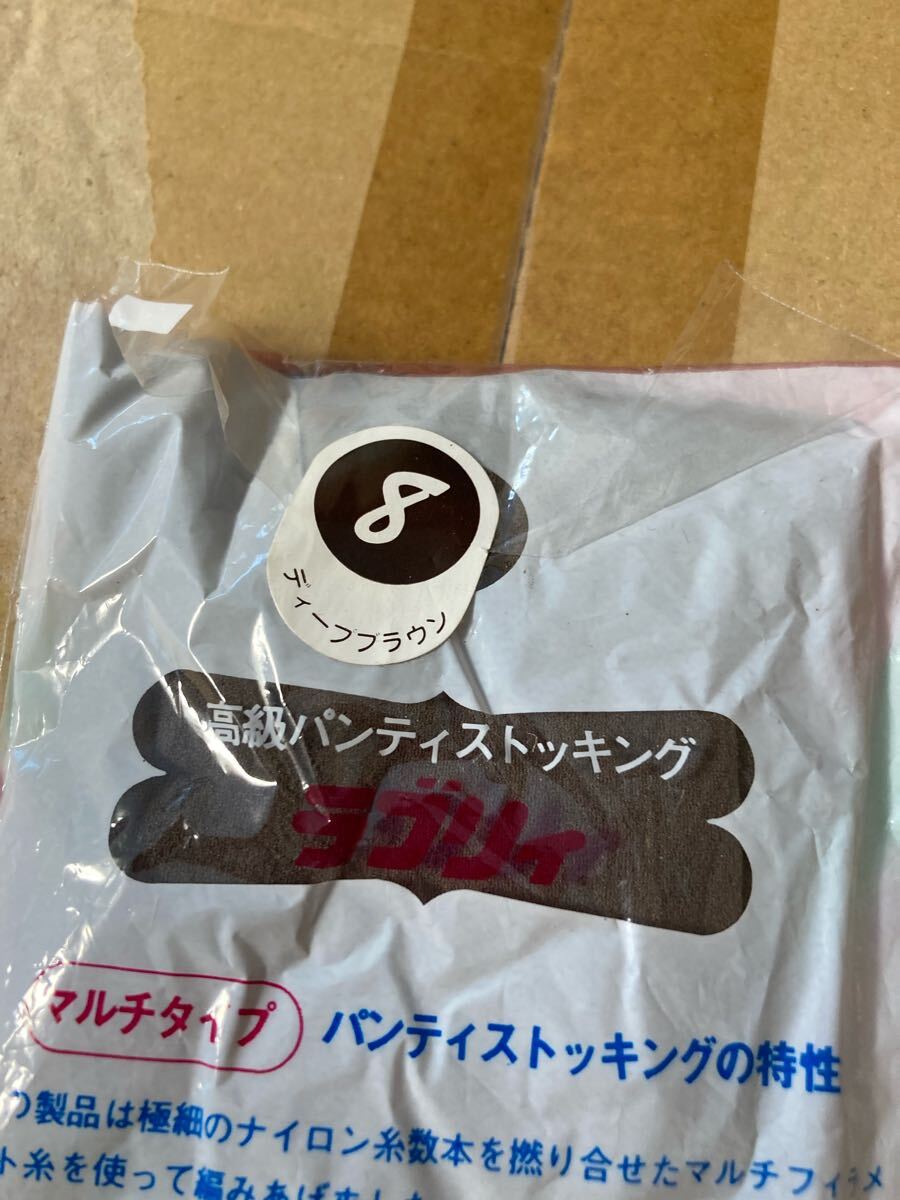 8
ディープブラウン
高級パンティストッキング
ラブリィ
マルチタイプ
パンティストッキングの特性
の製品は極細のナイロン糸数本を撚り合せたマルチフィラメ
ト糸を使って編みあげました